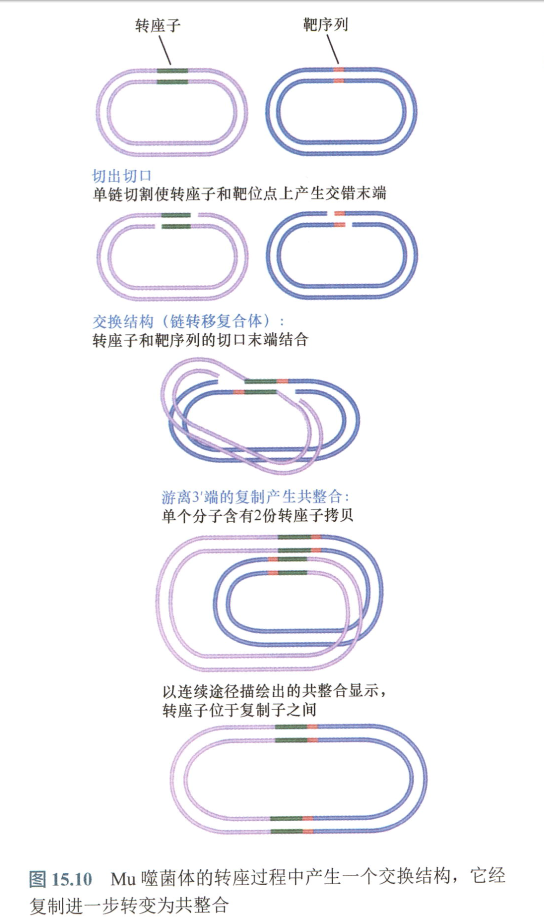 转座子 靶序列
切出切口
单链切割使转座子和靶位点上产生交错末端
交换结构（链转移复合体）:
转座子和靶序列的切口末端结合
游离3'端的复制产生共整合:
单个分子含有2份转座子拷贝
以连续途径描绘出的共整合显示，
转座子位于复制子之间
图 15.10 Mu 噬菌体的转座过程中产生一个交换结构，它经
复制进一步转变为共整合